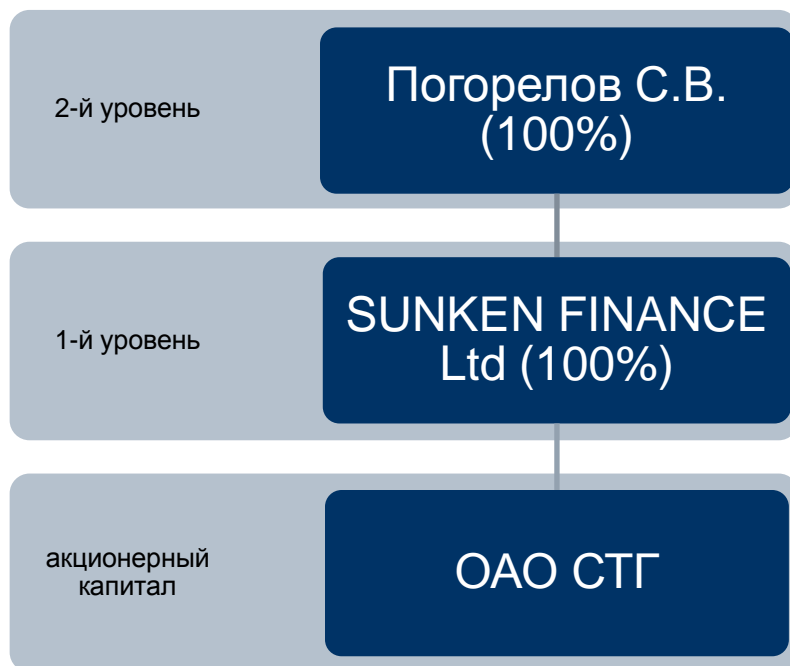 2-й уровень
Погорелов С.В.
(100%)
1-й уровень
SUNKEN FINANCE
Ltd (100%)
акционерный
капитал
ОАО СТГ